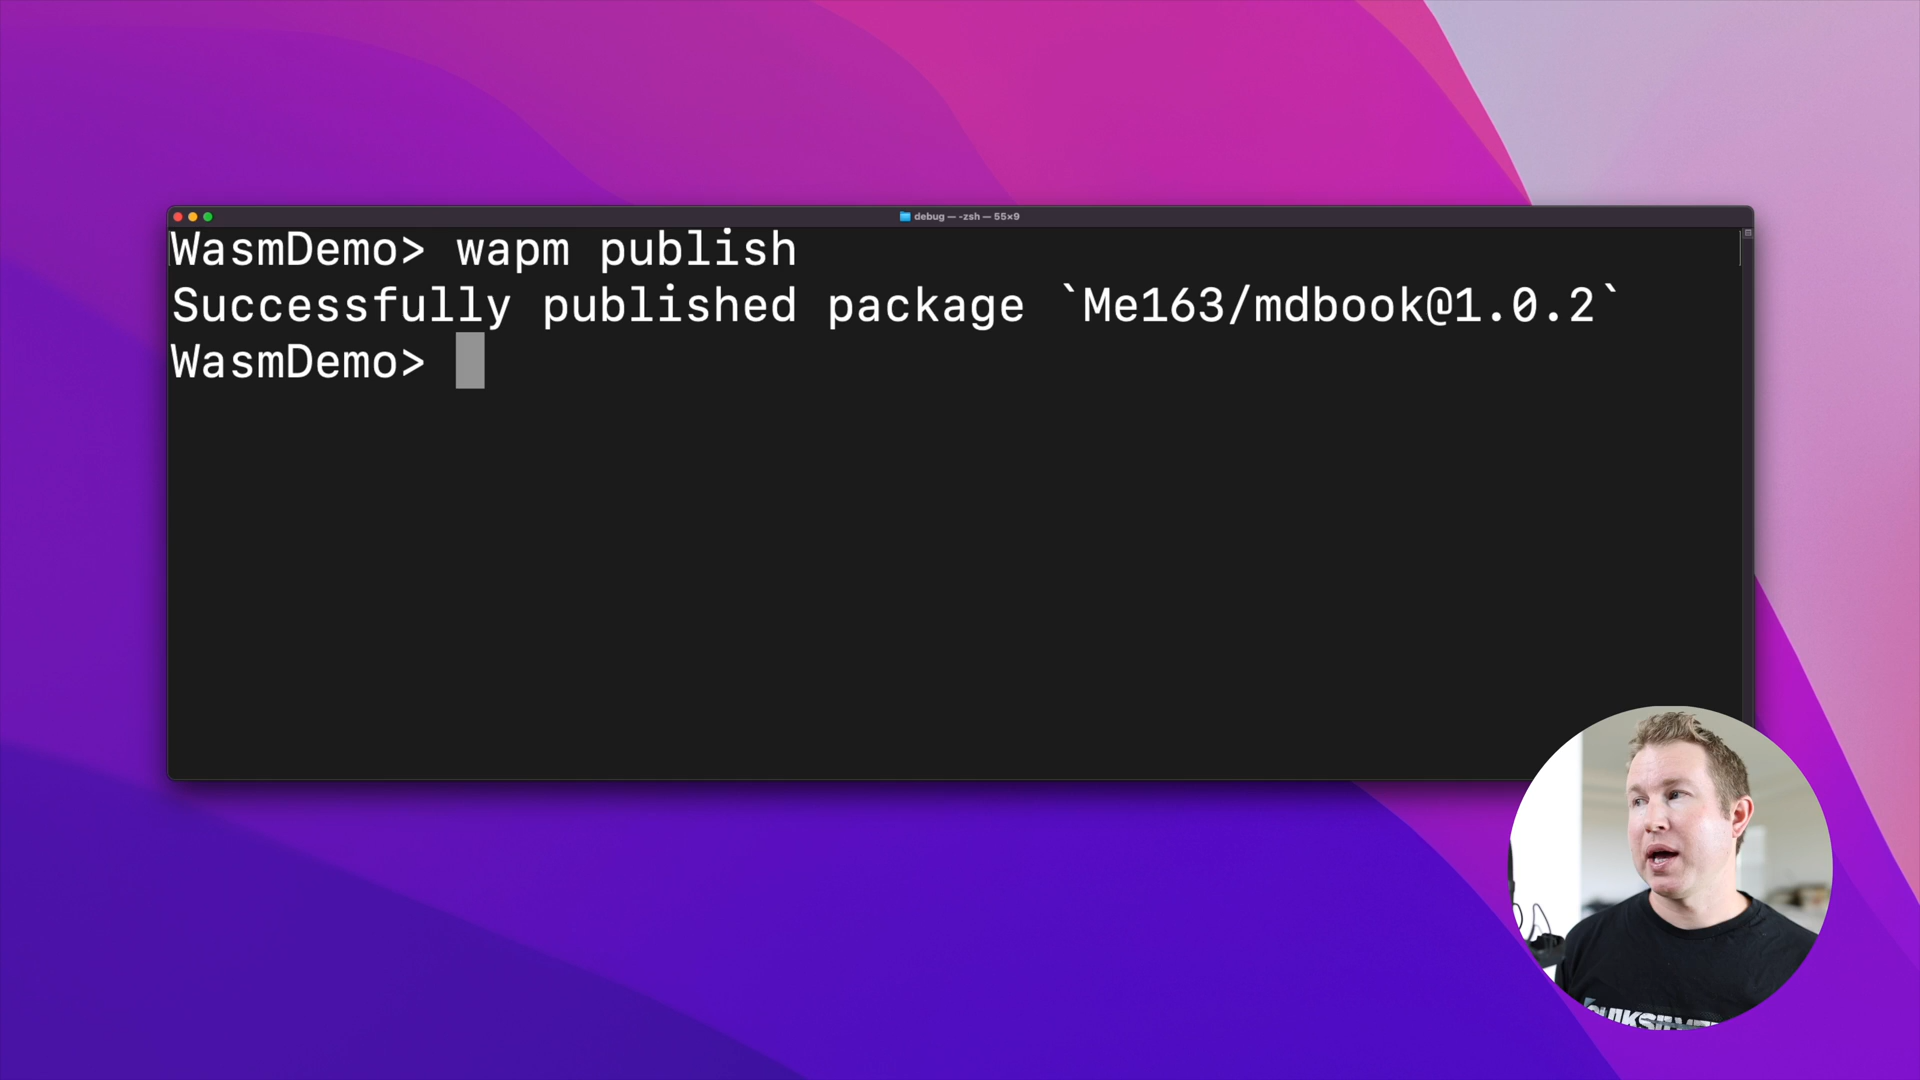 debug — -zsh — 55×9
WasmDemo> wapm publish
Successfully published package `Me163/mdbook@1.0.2`
WasmDemo>